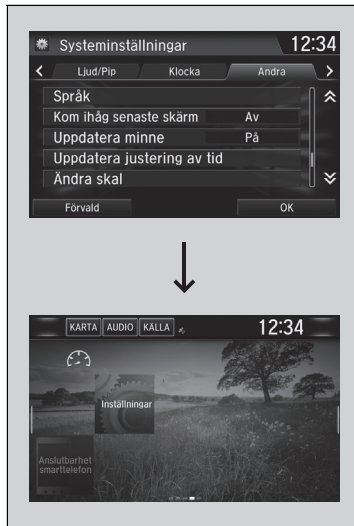 Systeminställningar 12:34
Ljud/Pip Klocka Andra
Språk
Kom ihåg senaste skärm Av
Uppdatera minne På
Uppdatera justering av tid
Ändra skal
Förvald OK
KARTA AUDIO KÄLLA 12:34
Inställningar
Anslutbarhet
smarttelefon